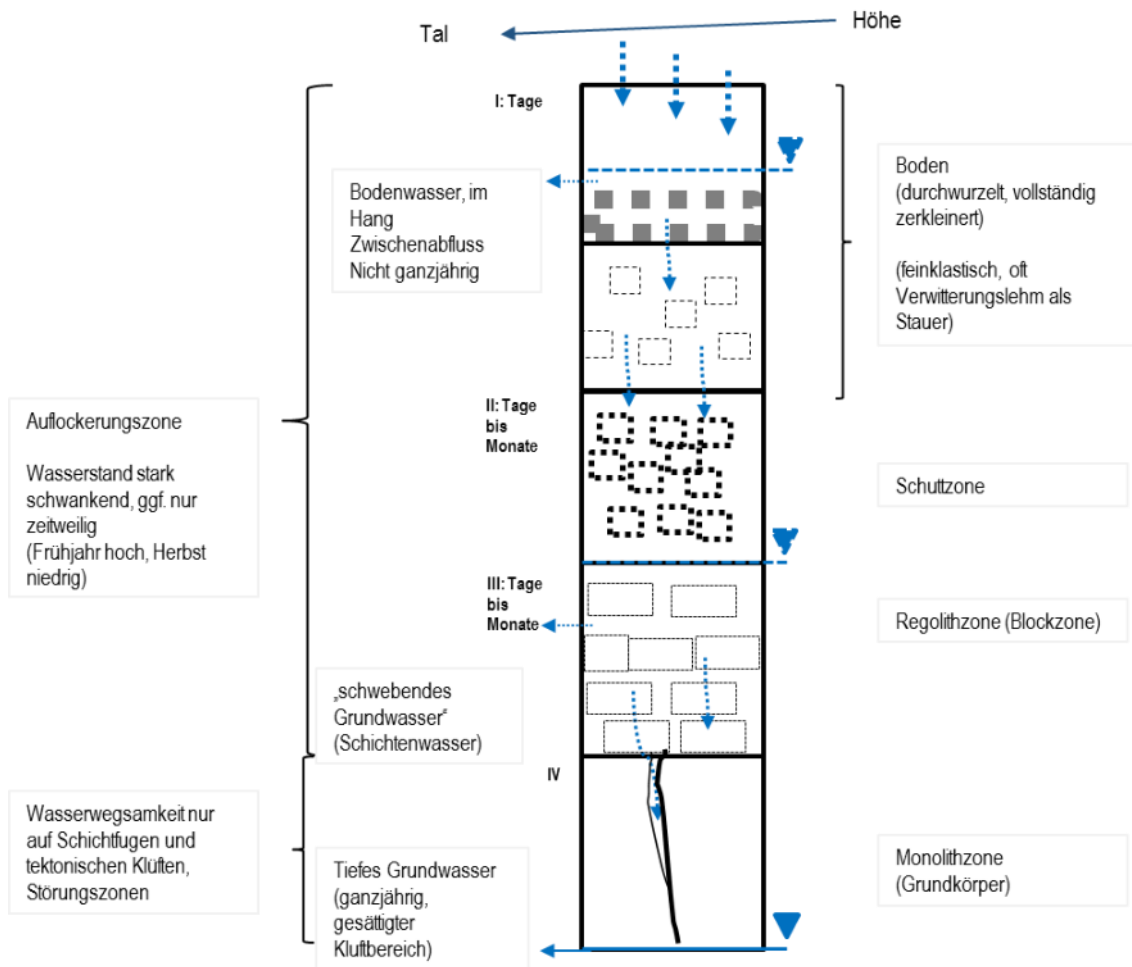 Tal
Höhe
I: Tage
Bodenwasser, im
Hang
Zwischenabfluss
Nicht ganzjährig
Boden
(durchwurzelt, vollständig
zerkleinert)
(feinklastisch, oft
Verwitterungslehm als
Stauer)
Auflockerungszone
Wasserstand stark
schwankend, ggf. nur
zeitweilig
(Frühjahr hoch, Herbst
niedrig)
II: Tage
bis
Monate
Schuttzone
III: Tage
bis
Monate
Regolithzone (Blockzone)
„schwebendes
Grundwasser“
(Schichtenwasser)
IV
Wasserwegsamkeit nur
auf Schichtfugen und
tektonischen Klüften,
Störungszonen
Tiefes Grundwasser
(ganzjährig,
gesättigter
Kluftbereich)
Monolithzone
(Grundkörper)